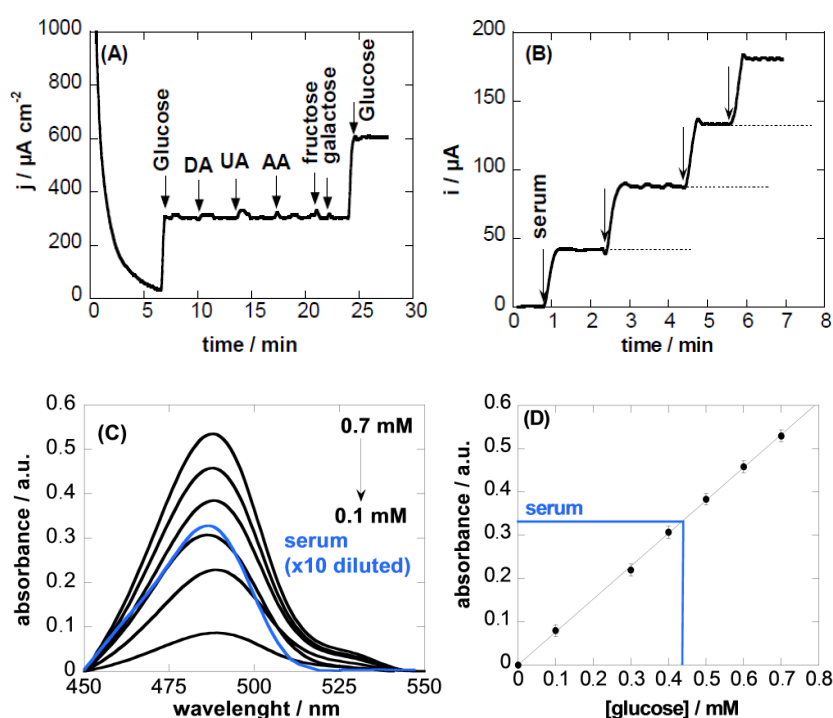 (A)
j / µA cm-2
1000
800
600
400
200
0
Glucose
DA
UA
AA
fructose
galactose
Glucose
0 5 10 15 20 25 30
time / min
(B)
i / µA
200
150
100
50
0
serum
0 1 2 3 4 5 6 7 8
time / min
(C)
absorbance / a.u.
0.6
0.5
0.4
0.3
0.2
0.1
0
0.7 mM
0.1 mM
serum
(x10 diluted)
450 475 500 525 550
wavelenght / nm
(D)
absorbance / a.u.
0.6
0.5
0.4
0.3
0.2
0.1
0
serum
0 0.1 0.2 0.3 0.4 0.5 0.6 0.7 0.8
[glucose] / mM